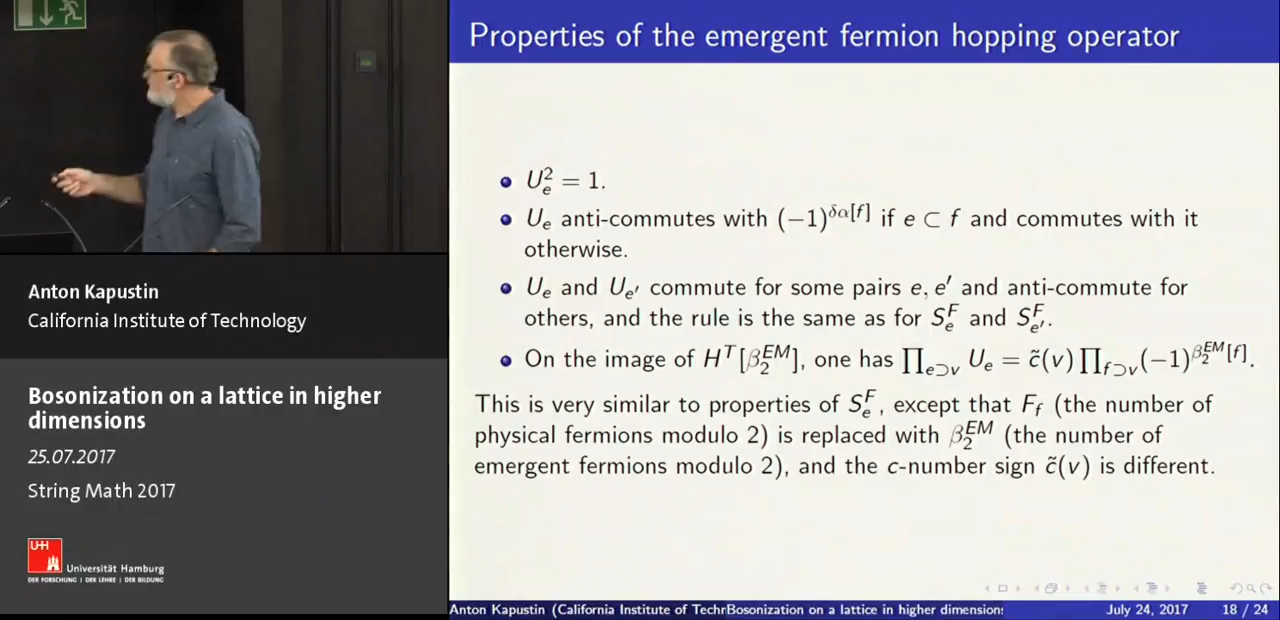 Properties of the emergent fermion hopping operator
• U_e^2 = 1.
• U_e anti-commutes with (−1)^{δα[f]} if e ⊂ f and commutes with it
otherwise.
• U_e and U_{e′} commute for some pairs e, e′ and anti-commute for
others, and the rule is the same as for S_e^F and S_{e′}^F.
• On the image of H^T[β_2^{EM}], one has ∏_{e⊃v} U_e = c̃(v) ∏_{f⊃v}(−1)^{β_2^{EM}[f]}.
This is very similar to properties of S_e^F, except that F_f (the number of
physical fermions modulo 2) is replaced with β_2^{EM} (the number of
emergent fermions modulo 2), and the c-number sign c̃(v) is different.
Anton Kapustin (California Institute of Techr
Bosonization on a lattice in higher dimension:
July 24, 2017
18 / 24
Anton Kapustin
California Institute of Technology
Bosonization on a lattice in higher
dimensions
25.07.2017
String Math 2017
UH
Universität Hamburg
DER FORSCHUNG | DER LEHRE | DER BILDUNG